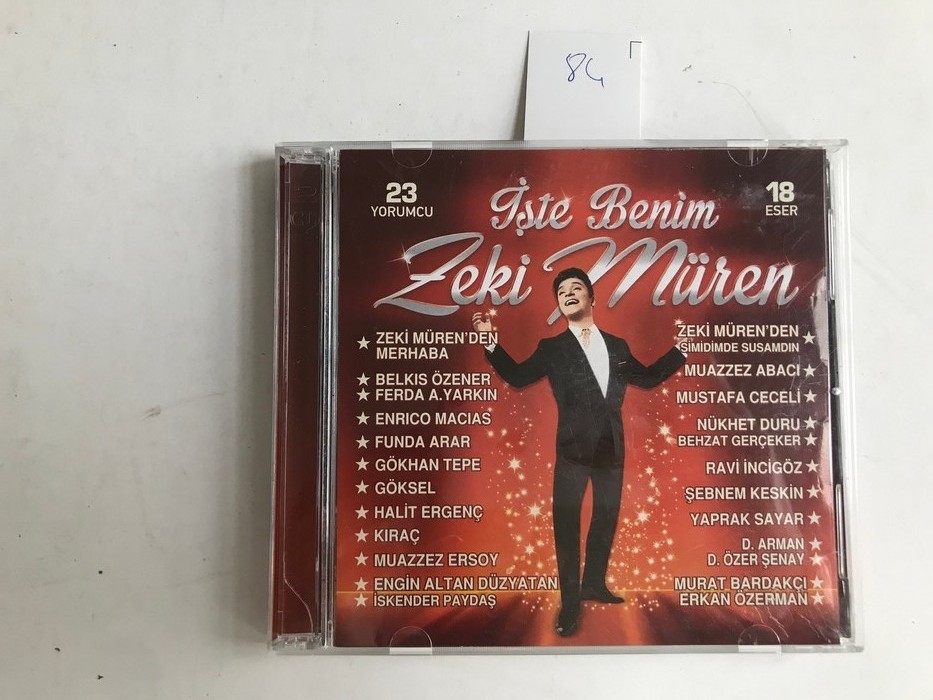 84
23
YORUMCU
18
ESER
İşte Benim
Zeki Müren
ZEKİ MÜREN'DEN
MERHABA
BELKIS ÖZENER
FERDA A.YARKIN
ENRICO MACIAS
FUNDA ARAR
GÖKHAN TEPE
GÖKSEL
HALİT ERGENÇ
KIRAÇ
MUAZZEZ ERSOY
ENGİN ALTAN DÜZYATAN
İSKENDER PAYDAŞ
ZEKİ MÜREN'DEN
SİMİDİMDE SUSAMDIN
MUAZZEZ ABACI
MUSTAFA CECELİ
NÜKHET DURU
BEHZAT GERÇEKER
RAVİ İNCİGÖZ
ŞEBNEM KESKİN
YAPRAK SAYAR
D. ARMAN
D. ÖZER ŞENAY
MURAT BARDAKÇI
ERKAN ÖZERMAN